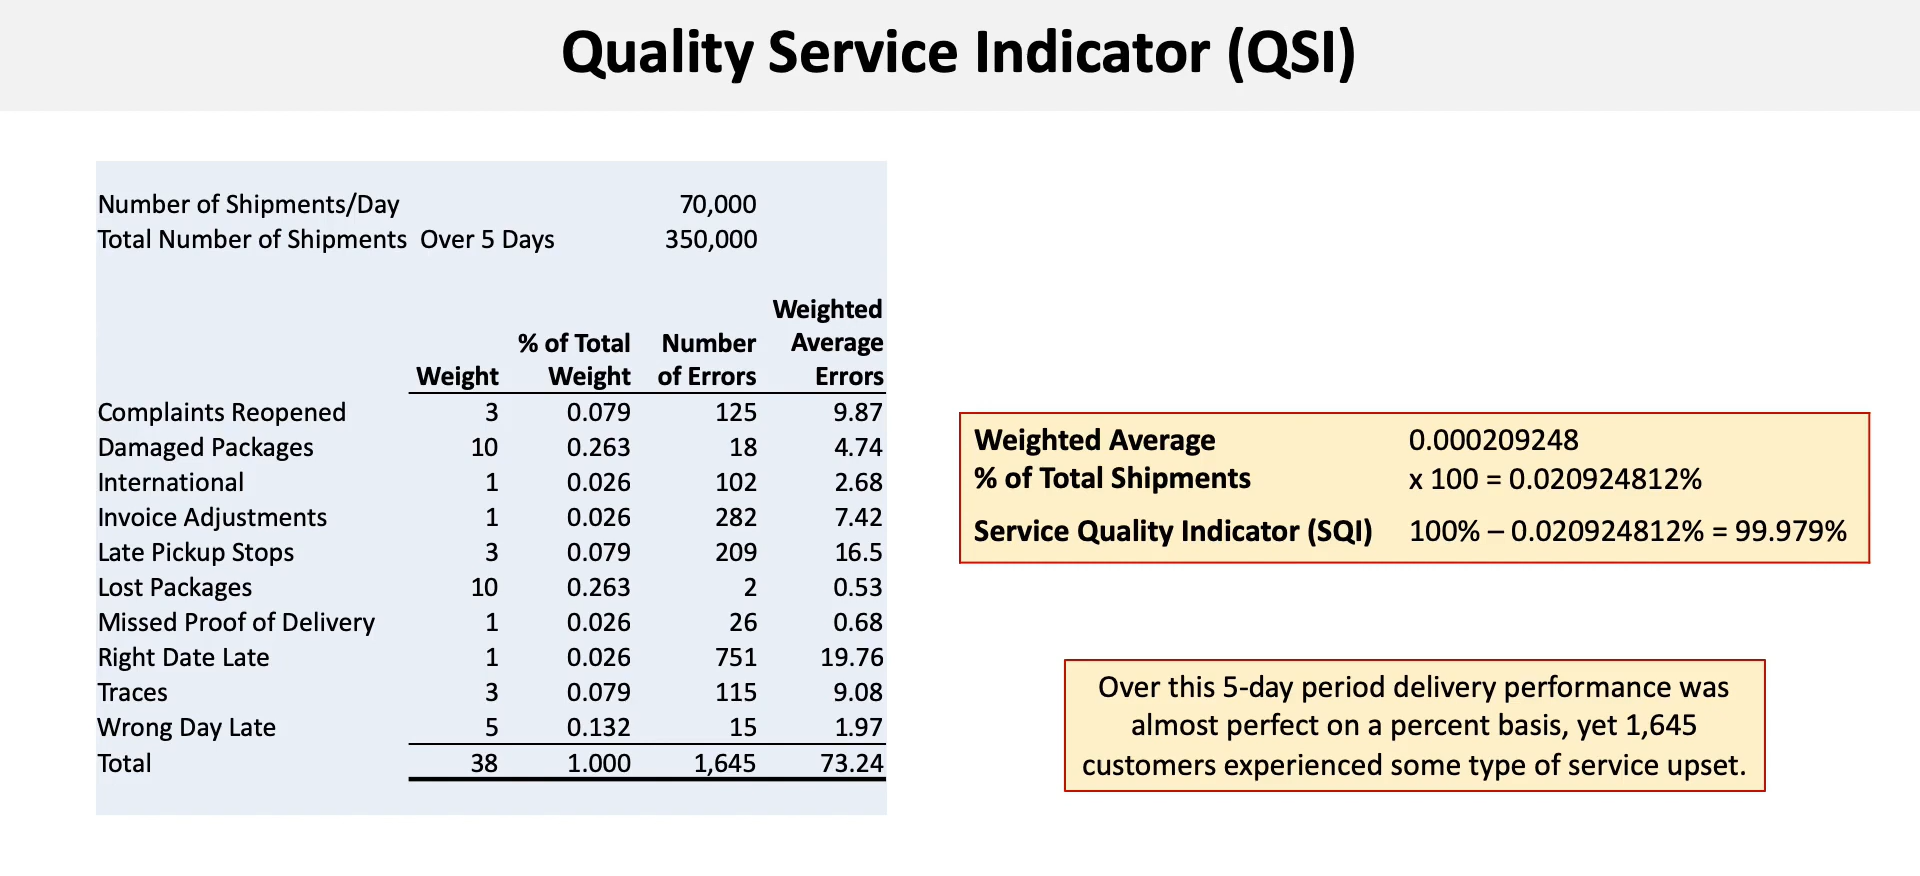 Quality Service Indicator (QSI)
Number of Shipments/Day 70,000
Total Number of Shipments Over 5 Days 350,000
Weighted
% of Total Number Average
Weight Weight of Errors Errors
Complaints Reopened 3 0.079 125 9.87
Damaged Packages 10 0.263 18 4.74
International 1 0.026 102 2.68
Invoice Adjustments 1 0.026 282 7.42
Late Pickup Stops 3 0.079 209 16.5
Lost Packages 10 0.263 2 0.53
Missed Proof of Delivery 1 0.026 26 0.68
Right Date Late 1 0.026 751 19.76
Traces 3 0.079 115 9.08
Wrong Day Late 5 0.132 15 1.97
Total 38 1.000 1,645 73.24
Weighted Average 0.000209248
% of Total Shipments x 100 = 0.020924812%
Service Quality Indicator (SQI) 100% – 0.020924812% = 99.979%
Over this 5-day period delivery performance was
almost perfect on a percent basis, yet 1,645
customers experienced some type of service upset.